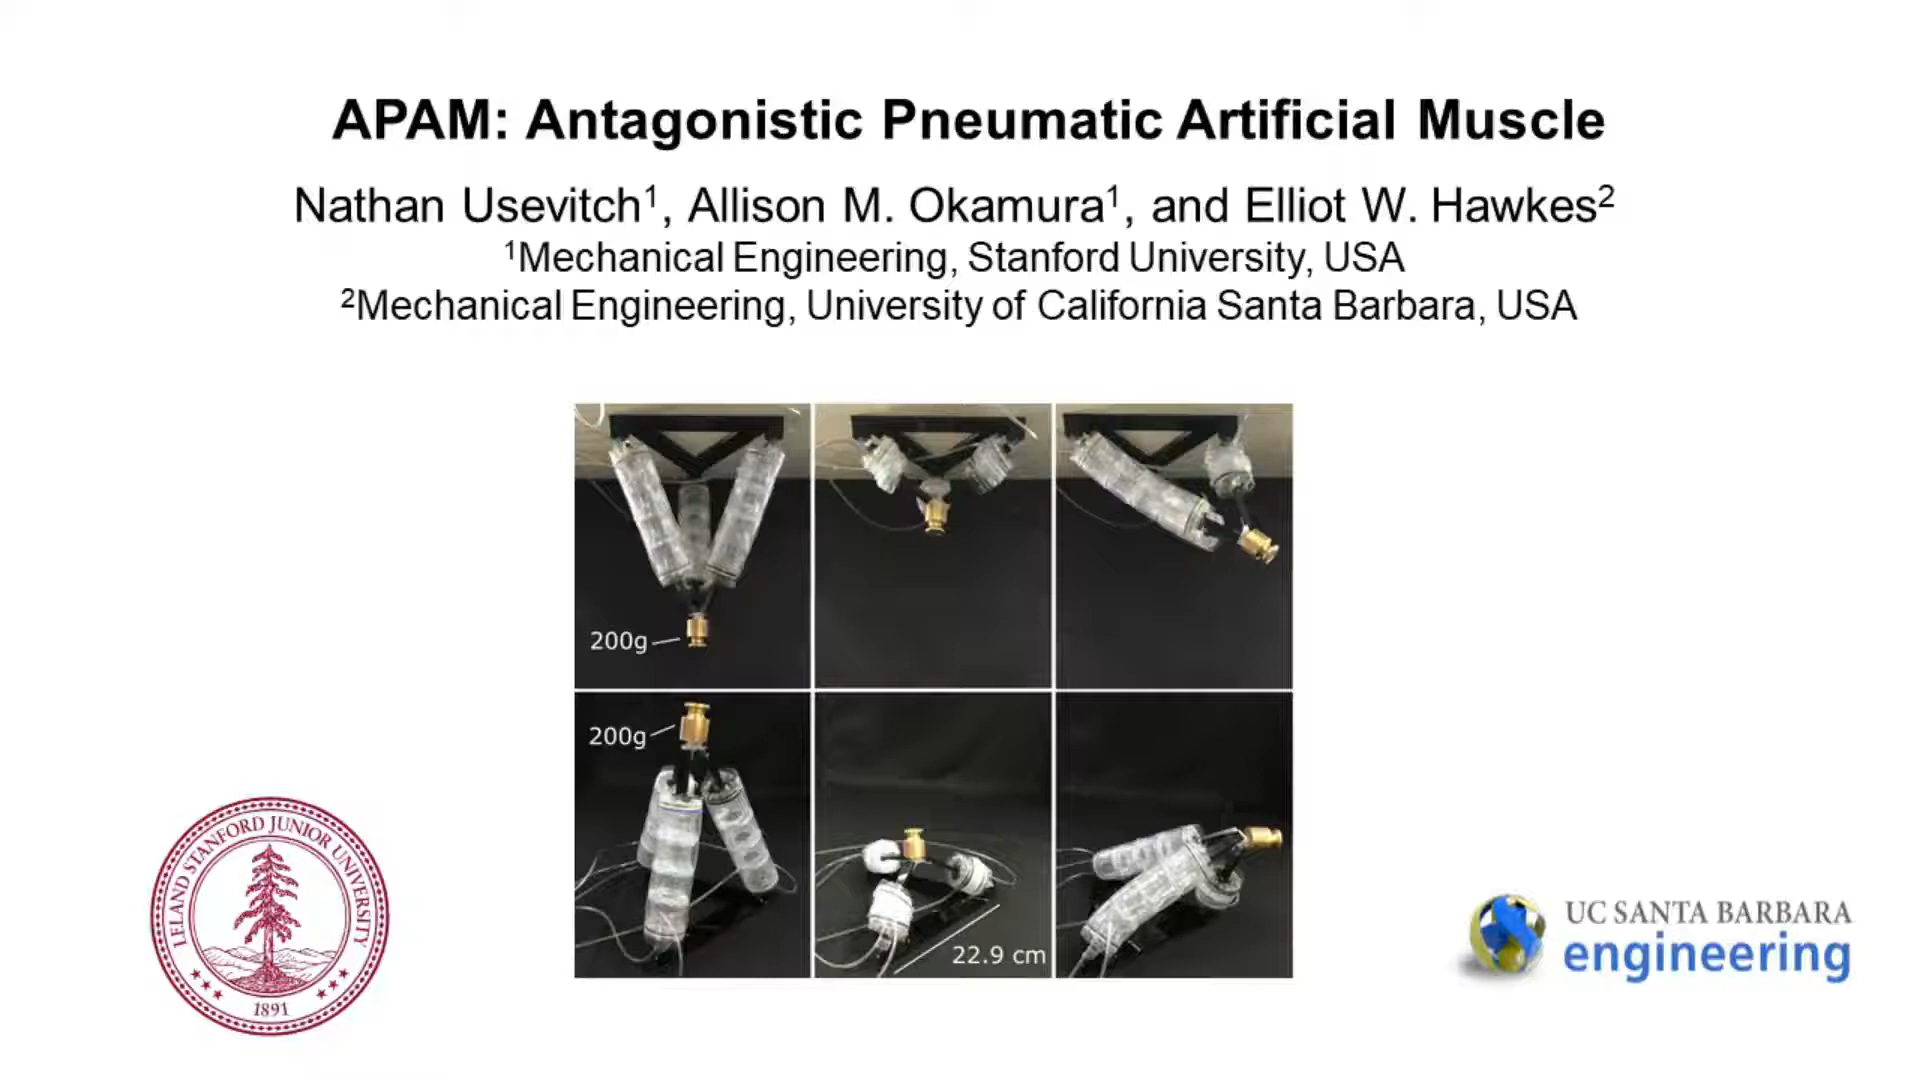 APAM: Antagonistic Pneumatic Artificial Muscle
Nathan Usevitch¹, Allison M. Okamura¹, and Elliot W. Hawkes²
¹Mechanical Engineering, Stanford University, USA
²Mechanical Engineering, University of California Santa Barbara, USA
200g
200g
22.9 cm
LELAND STANFORD JUNIOR UNIVERSITY
1891
UC SANTA BARBARA
engineering